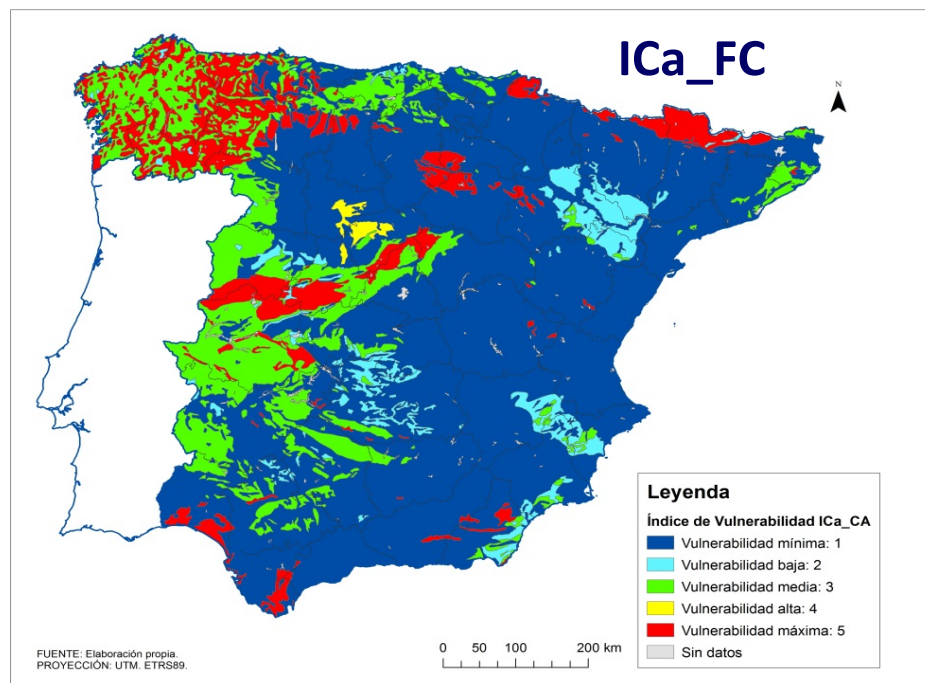 ICa_FC
N
Leyenda
Índice de Vulnerabilidad ICa_CA
Vulnerabilidad mínima: 1
Vulnerabilidad baja: 2
Vulnerabilidad media: 3
Vulnerabilidad alta: 4
Vulnerabilidad máxima: 5
Sin datos
FUENTE: Elaboración propia.
PROYECCIÓN: UTM. ETRS89.
0 50 100 200 km